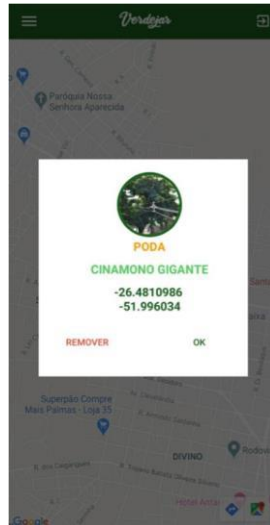 Verdejar
Paróquia Nossa
Senhora Aparecida
PODA
CINAMONO GIGANTE
-26.4810986
-51.996034
REMOVER
OK
Superpão Compre
Mais Palmas - Loja 35
DIVINO
Rodovi
Google